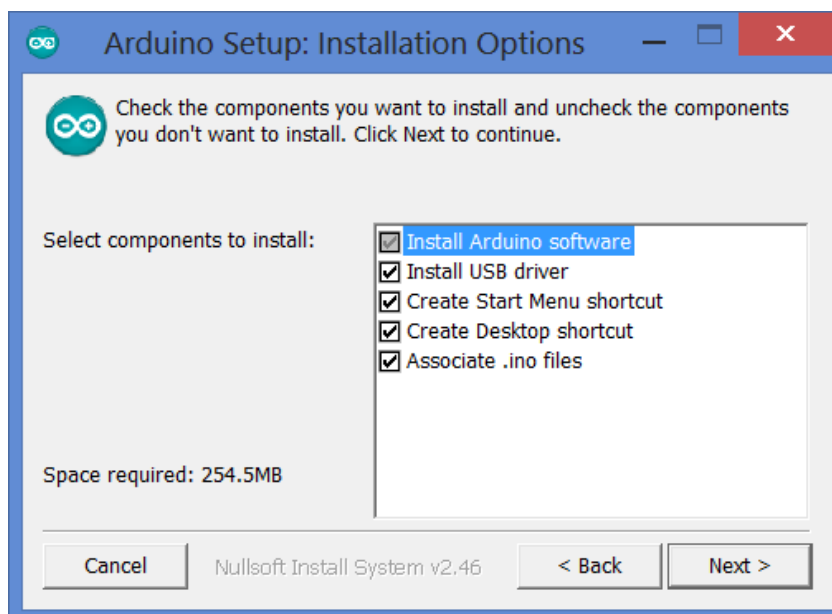 Arduino Setup: Installation Options
Check the components you want to install and uncheck the components
you don't want to install. Click Next to continue.
Select components to install:
Install Arduino software
Install USB driver
Create Start Menu shortcut
Create Desktop shortcut
Associate .ino files
Space required: 254.5MB
Cancel
Nullsoft Install System v2.46
< Back
Next >